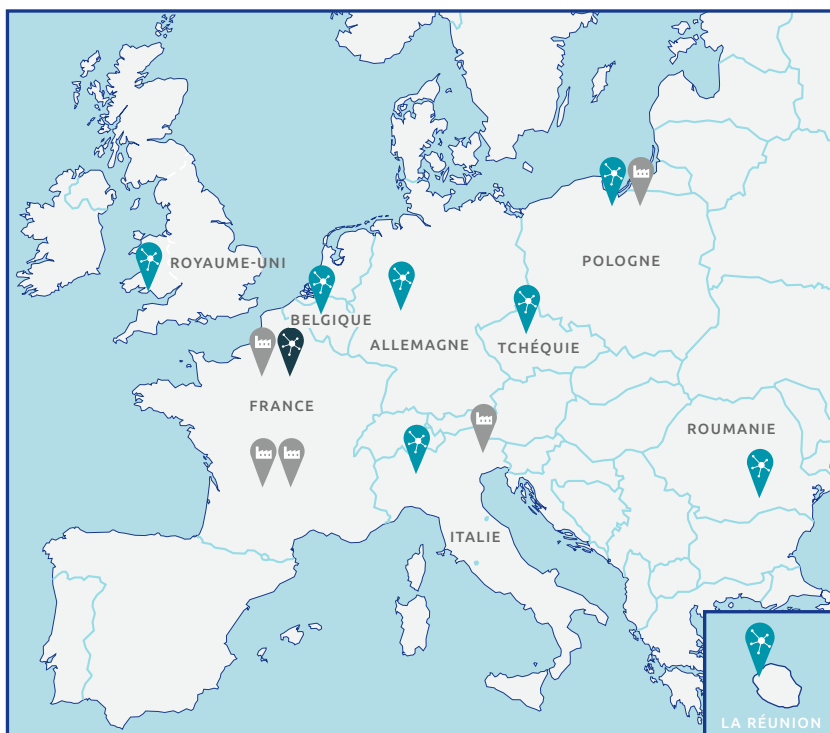 ROYAUME-UNI
POLOGNE
BELGIQUE
ALLEMAGNE
TCHÉQUIE
FRANCE
ROUMANIE
ITALIE
LA RÉUNION